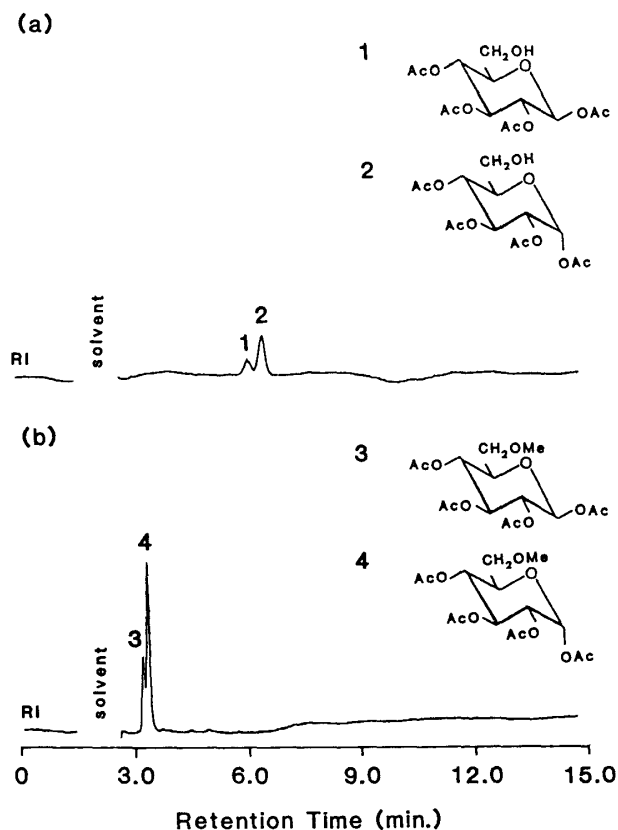 (a)
1
CH₂OH
AcO
O
AcO
AcO
OAc
2
CH₂OH
AcO
O
AcO
AcO
OAc
solvent
1
2
RI
(b)
3
CH₂OMe
AcO
O
AcO
AcO
OAc
4
CH₂OMe
AcO
O
AcO
AcO
OAc
4
3
solvent
RI
0 3.0 6.0 9.0 12.0 15.0
Retention Time (min.)